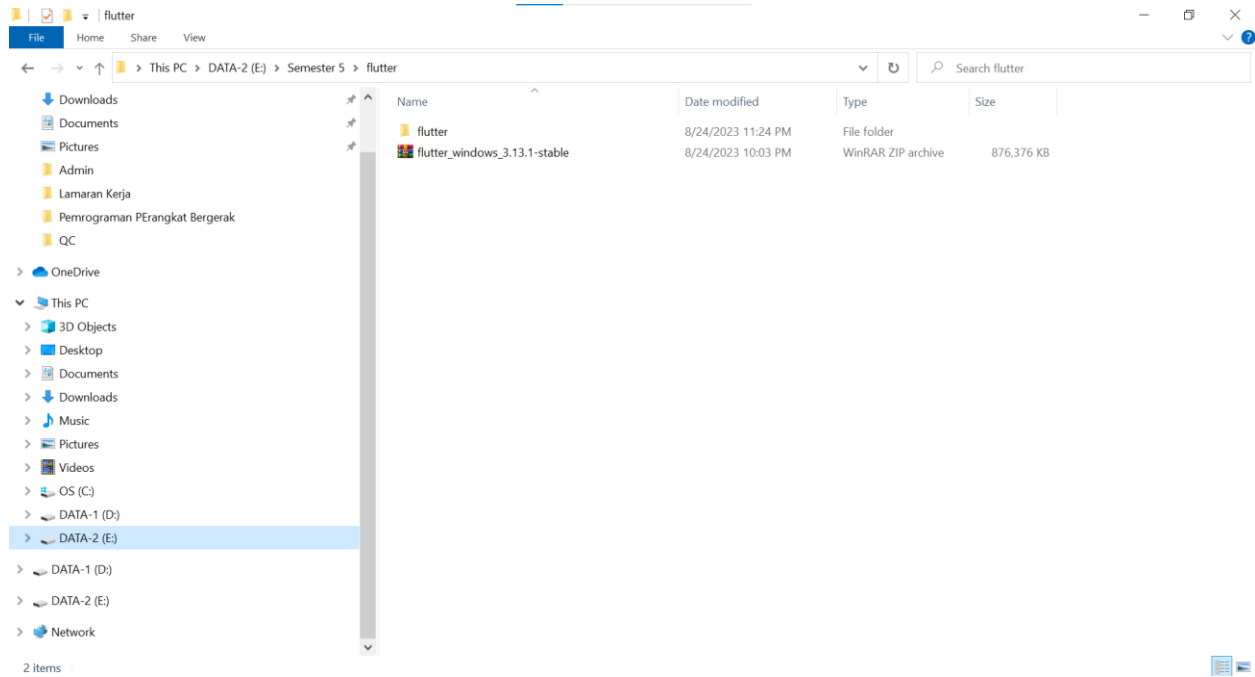 flutter
File Home Share View
This PC > DATA-2 (E:) > Semester 5 > flutter
Search flutter
Downloads
Documents
Pictures
Admin
Lamaran Kerja
Pemrograman PErangkat Bergerak
QC
OneDrive
This PC
3D Objects
Desktop
Documents
Downloads
Music
Pictures
Videos
OS (C:)
DATA-1 (D:)
DATA-2 (E:)
DATA-1 (D:)
DATA-2 (E:)
Network
Name Date modified Type Size
flutter 8/24/2023 11:24 PM File folder
flutter_windows_3.13.1-stable 8/24/2023 10:03 PM WinRAR ZIP archive 876,376 KB
2 items